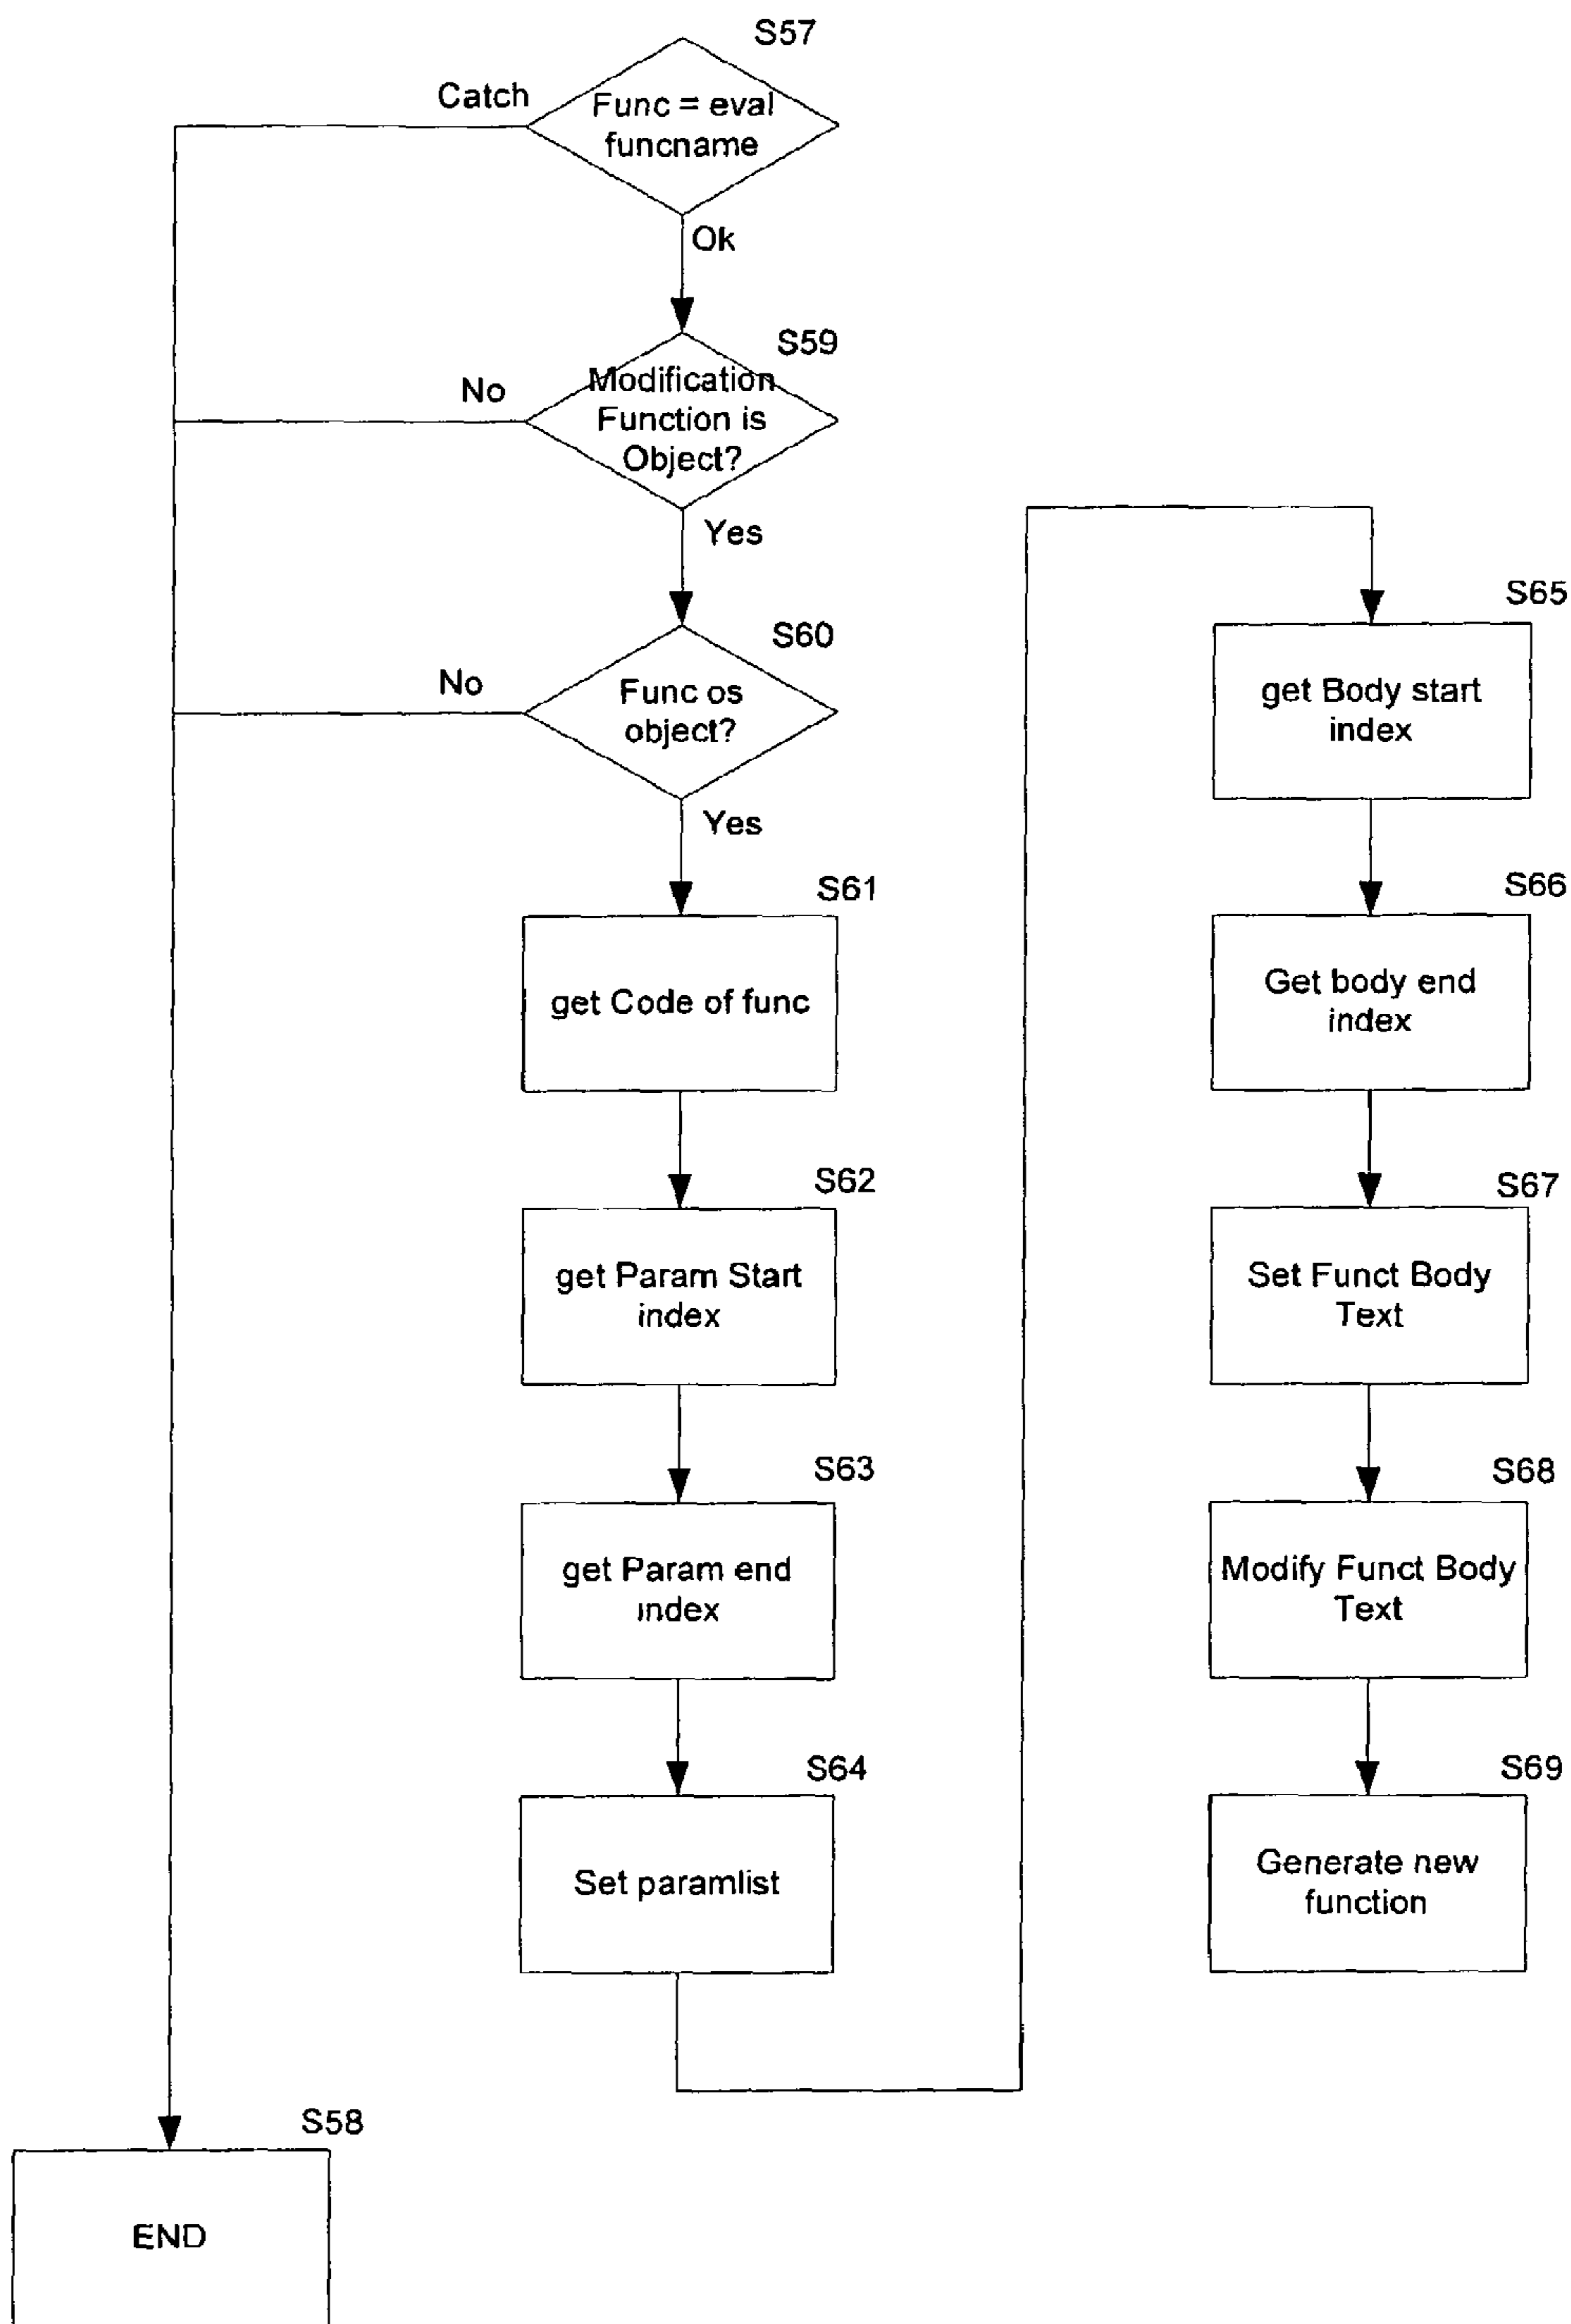 S57
Catch
Func = eval
funcname
Ok
S59
No
Modification
Function is
Object?
Yes
S60
No
Func os
object?
Yes
S61
get Code of func
S62
get Param Start
index
S63
get Param end
index
S64
Set paramlist
S65
get Body start
index
S66
Get body end
index
S67
Set Funct Body
Text
S68
Modify Funct Body
Text
S69
Generate new
function
S58
END